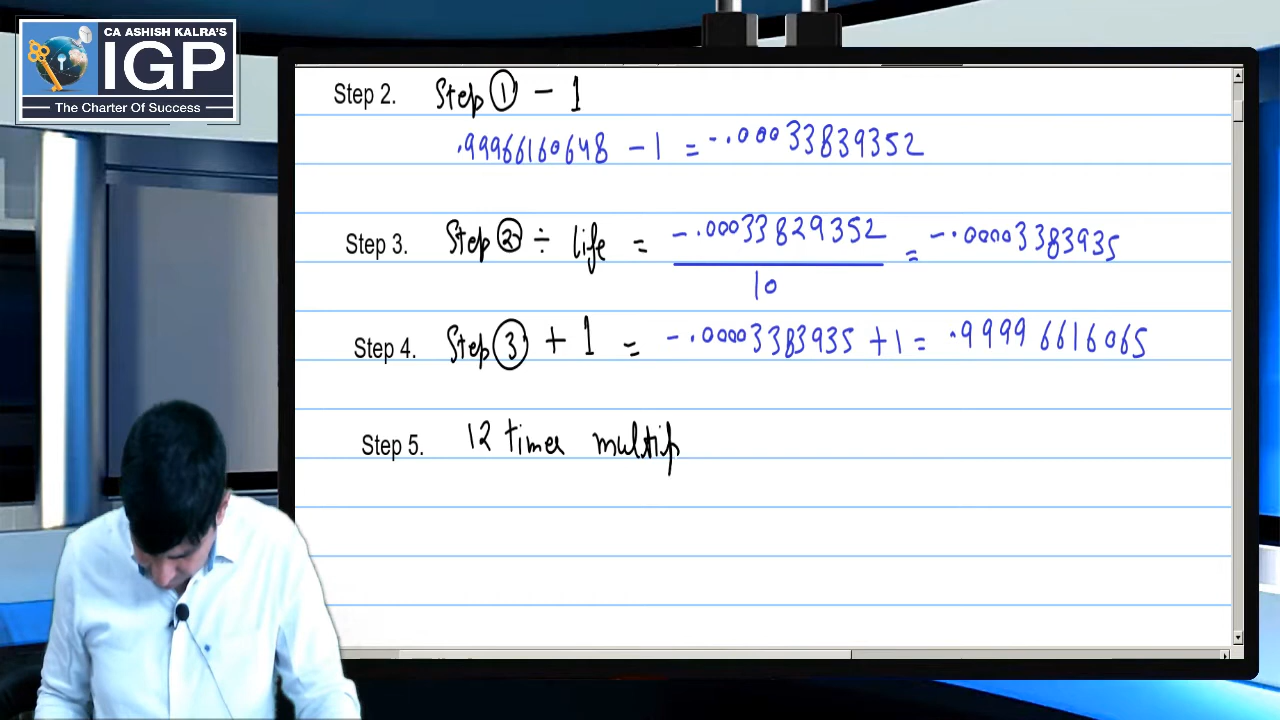 CA ASHISH KALRA'S
IGP
The Charter Of Success
Step 2. Step ① - 1
.99966160648 - 1 = -.00033839352
Step 3. Step ② ÷ life = -.00033829352 / 10 = -.00003383935
Step 4. Step ③ + 1 = -.00003383935 + 1 = .99996616065
Step 5. 12 times multip